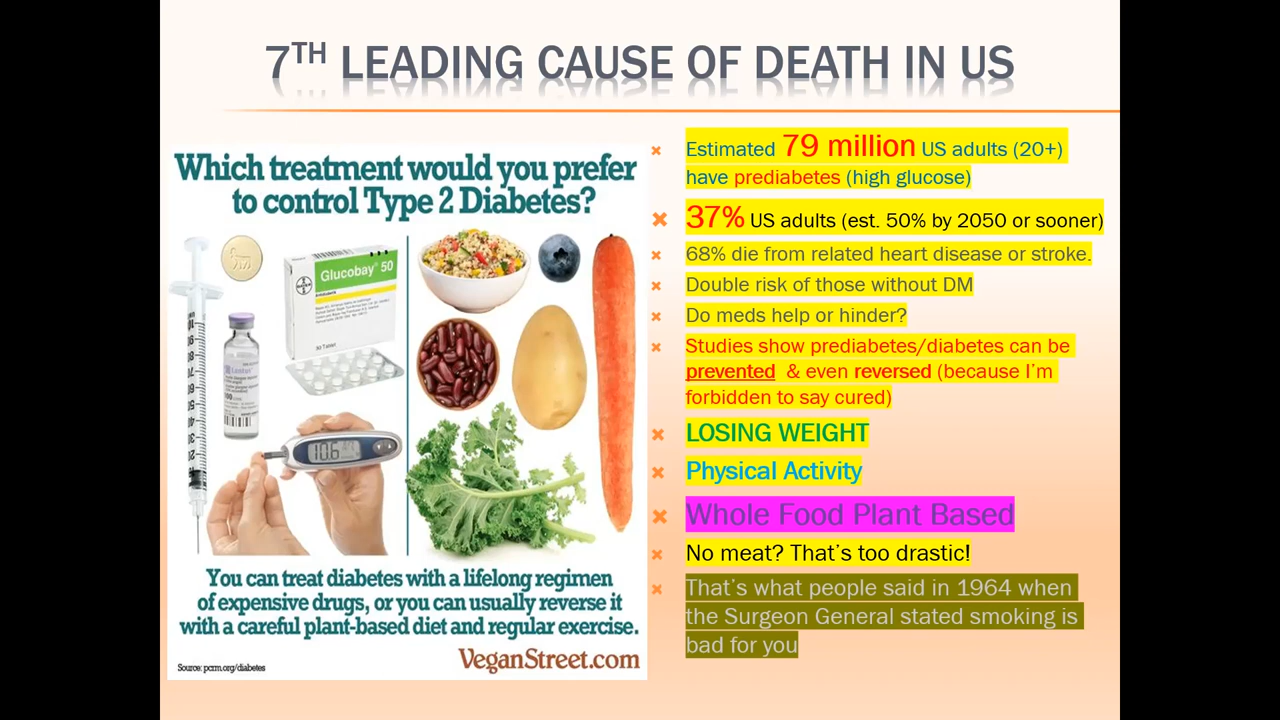 7TH LEADING CAUSE OF DEATH IN US
Which treatment would you prefer
to control Type 2 Diabetes?
Glucobay® 50
10.6
You can treat diabetes with a lifelong regimen
of expensive drugs, or you can usually reverse it
with a careful plant-based diet and regular exercise.
Source: pcrm.org/diabetes
VeganStreet.com
Estimated 79 million US adults (20+)
have prediabetes (high glucose)
37% US adults (est. 50% by 2050 or sooner)
68% die from related heart disease or stroke.
Double risk of those without DM
Do meds help or hinder?
Studies show prediabetes/diabetes can be
prevented & even reversed (because I'm
forbidden to say cured)
LOSING WEIGHT
Physical Activity
Whole Food Plant Based
No meat? That's too drastic!
That's what people said in 1964 when
the Surgeon General stated smoking is
bad for you